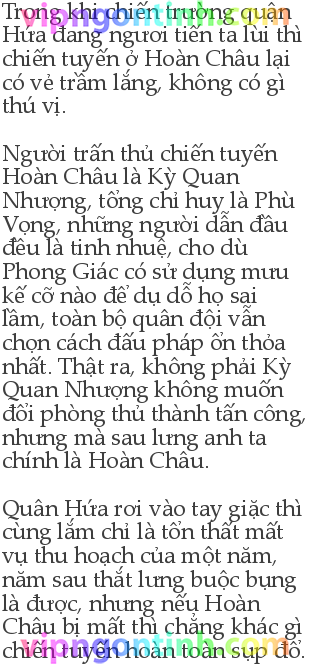 Trong khi chiến trường quận
Hứa đang ngươi tiến ta lùi thì
chiến tuyến ở Hoàn Châu lại
có vẻ trầm lắng, không có gì
thú vị.
Người trấn thủ chiến tuyến
Hoàn Châu là Kỳ Quan
Nhượng, tổng chỉ huy là Phù
Vọng, những người dẫn đầu
đều là tinh nhuệ, cho dù
Phong Giác có sử dụng mưu
kế cỡ nào để dụ dỗ họ sai
lầm, toàn bộ quân đội vẫn
chọn cách đấu pháp ổn thỏa
nhất. Thật ra, không phải Kỳ
Quan Nhượng không muốn
đổi phòng thủ thành tấn công,
nhưng mà sau lưng anh ta
chính là Hoàn Châu.
Quận Hứa rơi vào tay giặc thì
cùng lắm chỉ là tổn thất mất
vụ thu hoạch của một năm,
năm sau thắt lưng buộc bụng
là được, nhưng nếu Hoàn
Châu bị mất thì chẳng khác gì
chiến tuyến hoàn toàn sụp đổ.
vipngontinh.com
vipngontinh.com